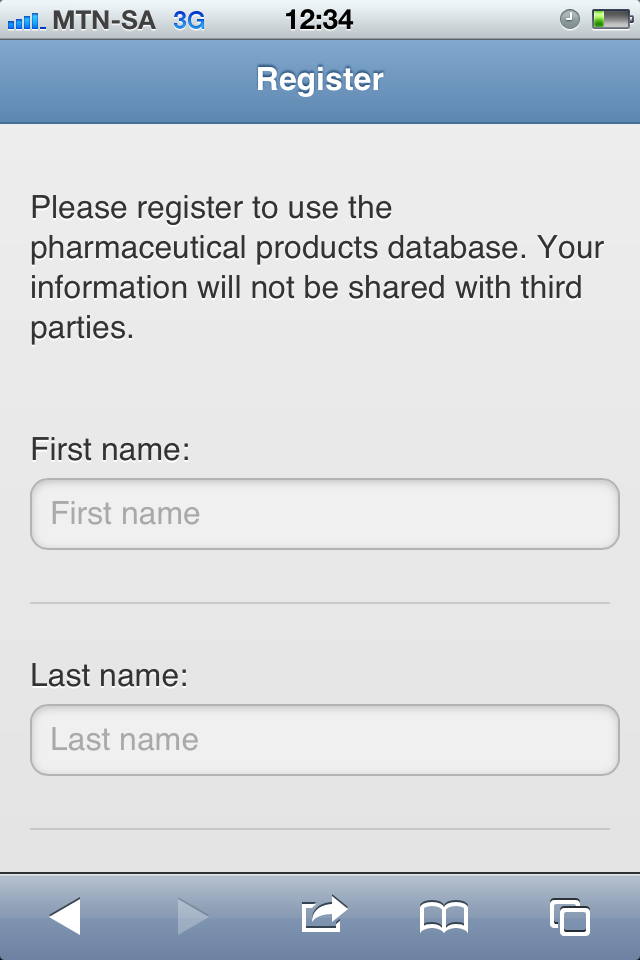 MTN-SA 3G 12:34
Register
Please register to use the
pharmaceutical products database. Your
information will not be shared with third
parties.
First name:
First name
Last name:
Last name